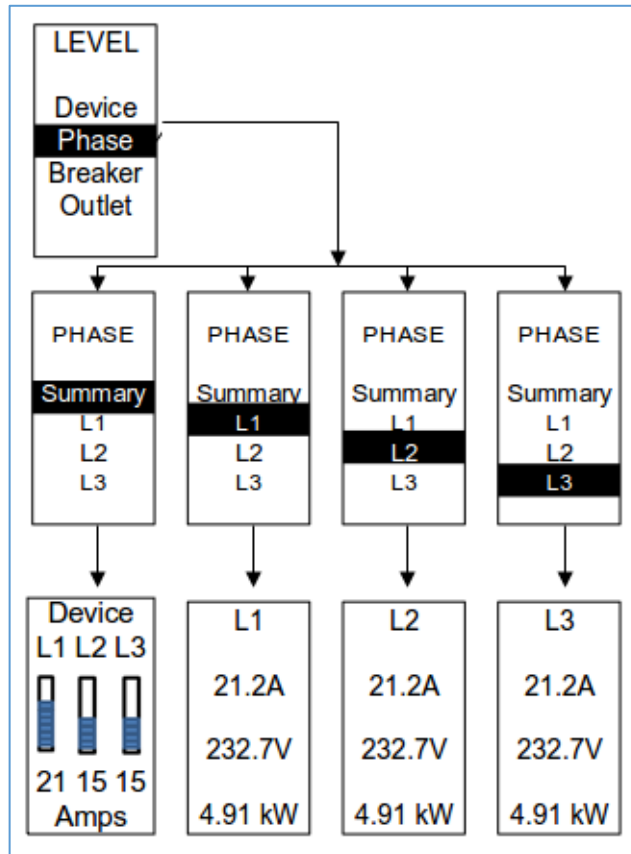 LEVEL
Device
Phase
Breaker
Outlet
PHASE
Summary
L1
L2
L3
PHASE
Summary
L1
L2
L3
PHASE
Summary
L1
L2
L3
PHASE
Summary
L1
L2
L3
Device
L1 L2 L3
21 15 15
Amps
L1
21.2A
232.7V
4.91 kW
L2
21.2A
232.7V
4.91 kW
L3
21.2A
232.7V
4.91 kW